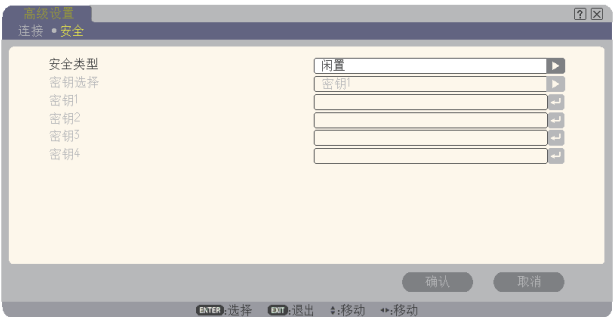 高级设置
连接 • 安全
安全类型 闲置
密钥选择 密钥1
密钥1
密钥2
密钥3
密钥4
确认 取消
ENTER:选择 EXIT:退出 :移动 :移动